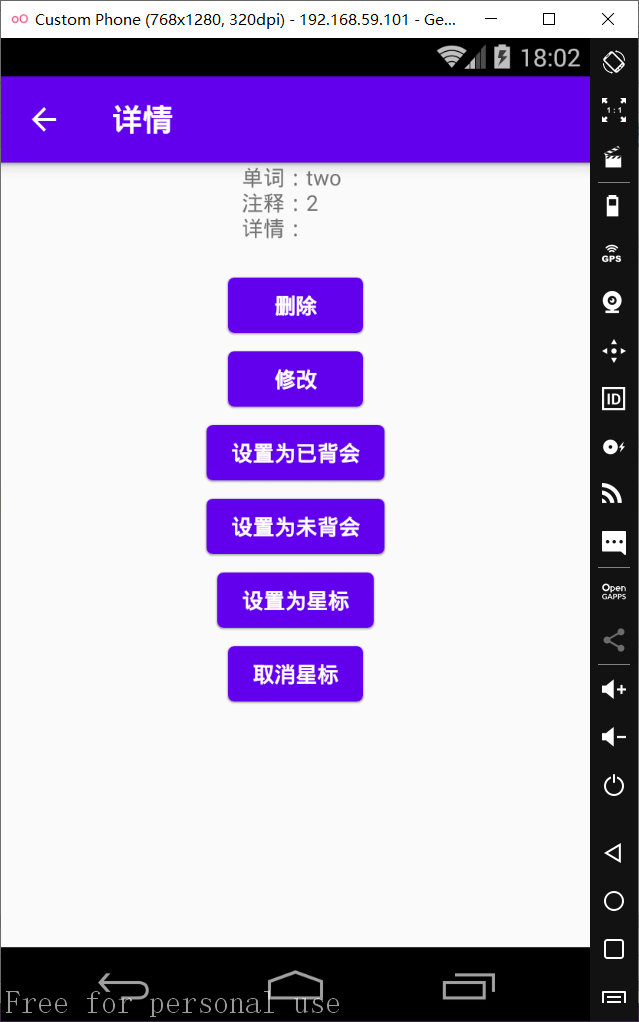 Custom Phone (768x1280, 320dpi) - 192.168.59.101 - Ge...
18:02
详情
单词：two
注释：2
详情：
删除
修改
设置为已背会
设置为未背会
设置为星标
取消星标
1:1
GPS
ID
Open
GAPPS
Free for personal use